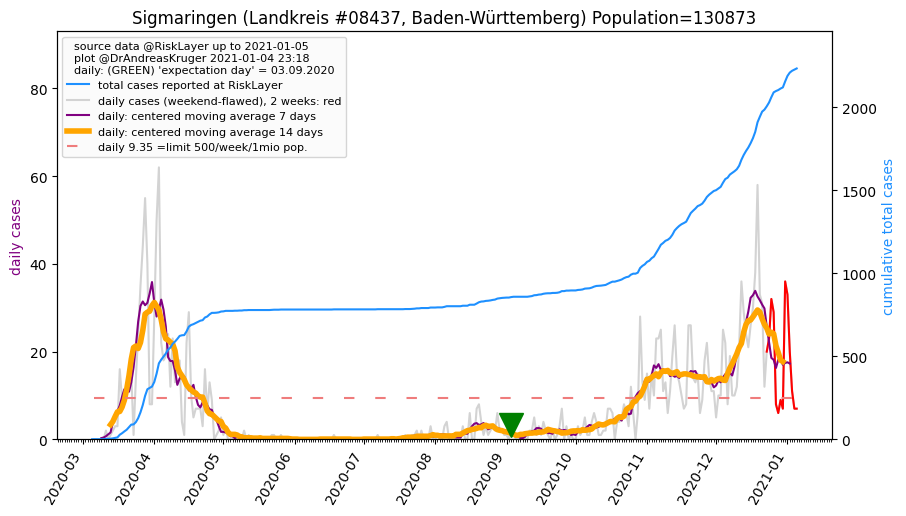 Sigmaringen (Landkreis #08437, Baden-Württemberg) Population=130873
source data @RiskLayer up to 2021-01-05
plot @DrAndreasKruger 2021-01-04 23:18
daily: (GREEN) 'expectation day' = 03.09.2020
total cases reported at RiskLayer
daily cases (weekend-flawed), 2 weeks: red
daily: centered moving average 7 days
daily: centered moving average 14 days
daily 9.35 =limit 500/week/1mio pop.
daily cases
80
60
40
20
0
cumulative total cases
2000
1500
1000
500
0
2020-03
2020-04
2020-05
2020-06
2020-07
2020-08
2020-09
2020-10
2020-11
2020-12
2021-01